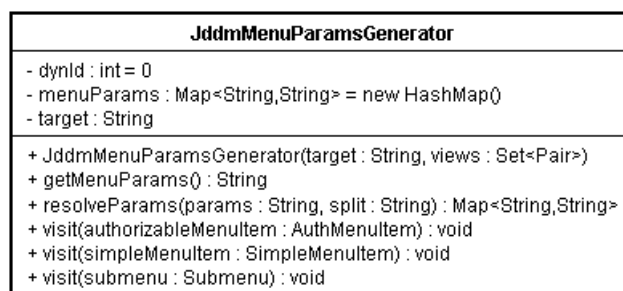 JddmMenuParamsGenerator
- dynId : int = 0
- menuParams : Map<String,String> = new HashMap()
- target : String
+ JddmMenuParamsGenerator(target : String, views : Set<Pair>)
+ getMenuParams() : String
+ resolveParams(params : String, split : String) : Map<String,String>
+ visit(authorizableMenuItem : AuthMenuItem) : void
+ visit(simpleMenuItem : SimpleMenuItem) : void
+ visit(submenu : Submenu) : void